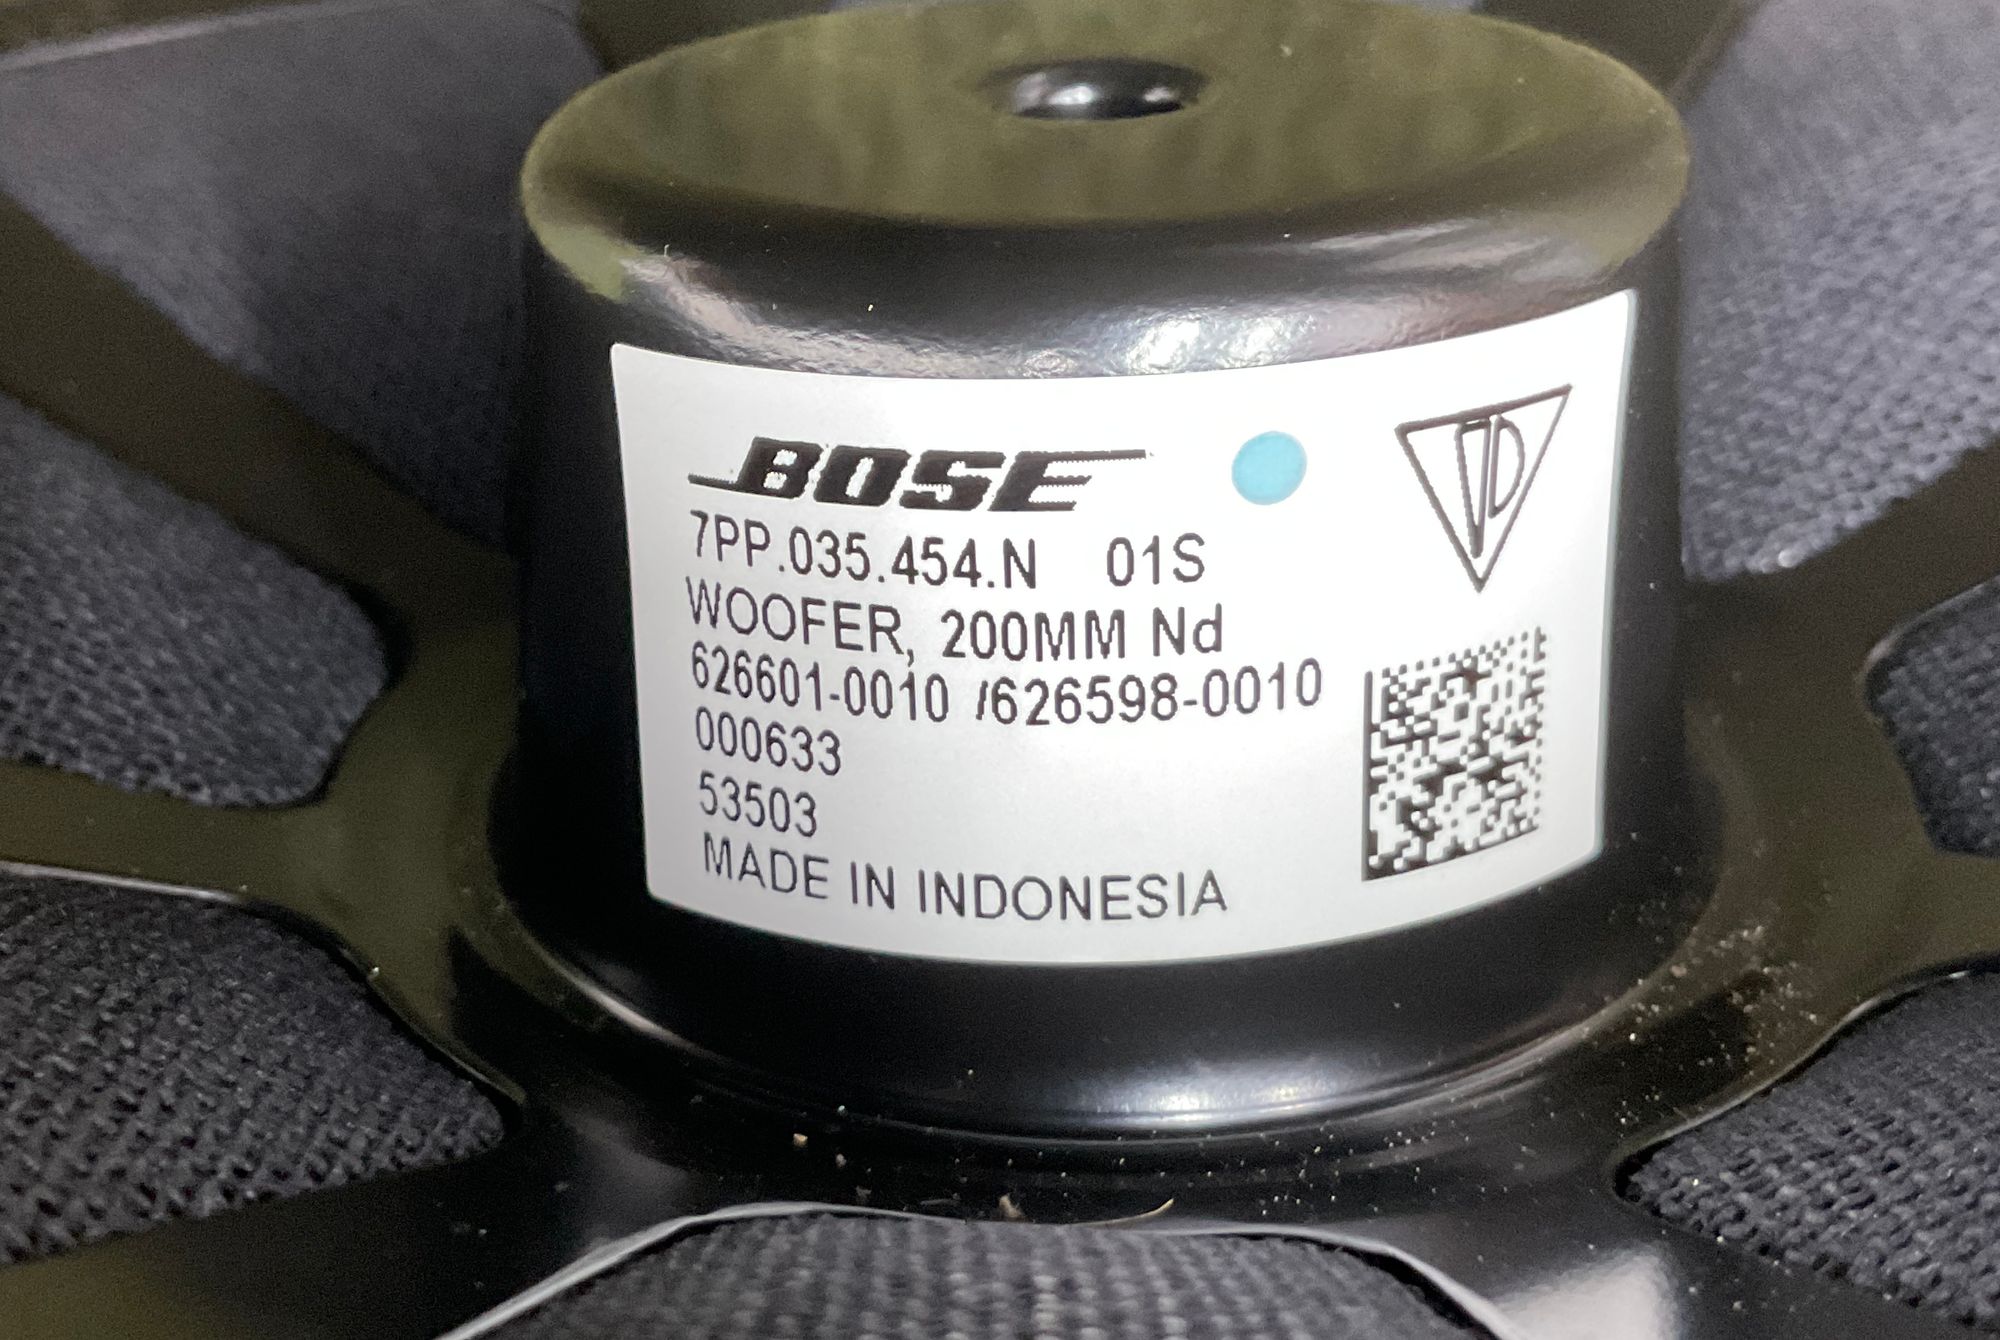 BOSE
7PP.035.454.N 01S
WOOFER, 200MM Nd
626601-0010 /626598-0010
000633
53503
MADE IN INDONESIA